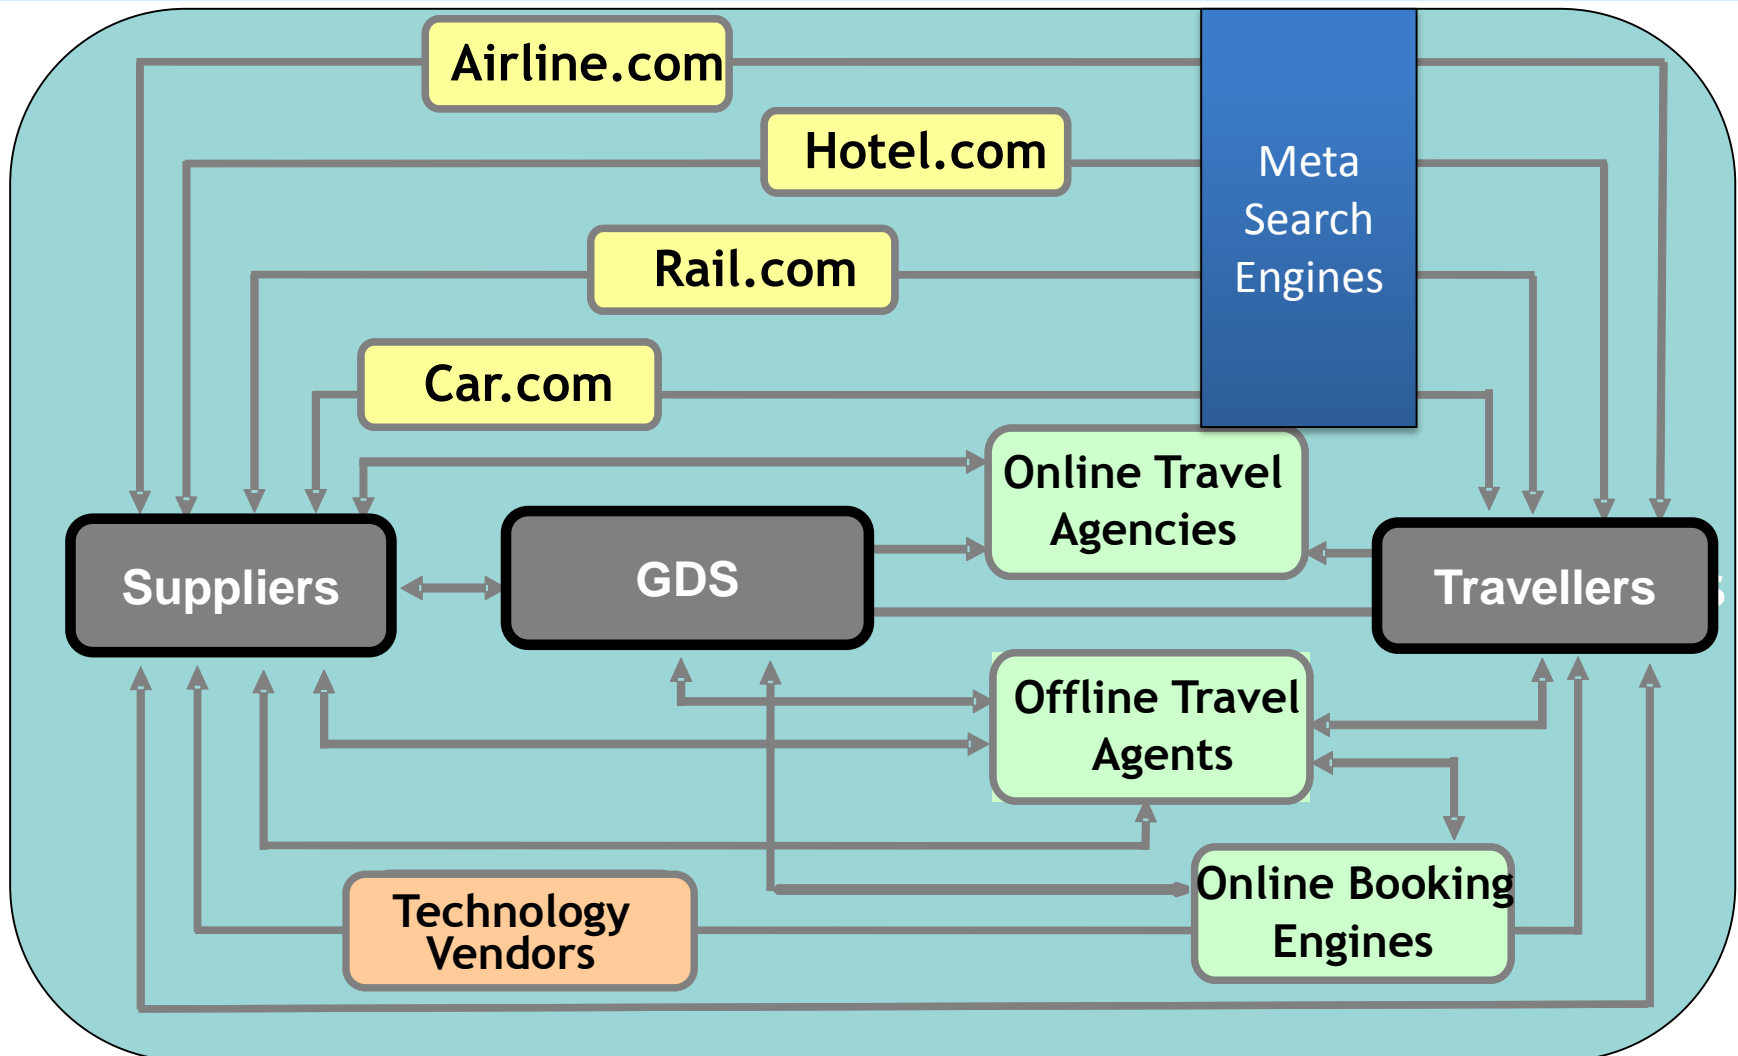 Airline.com
Hotel.com
Meta
Search
Engines
Rail.com
Car.com
Online Travel
Agencies
Suppliers
GDS
Travellers
Offline Travel
Agents
Technology
Vendors
Online Booking
Engines